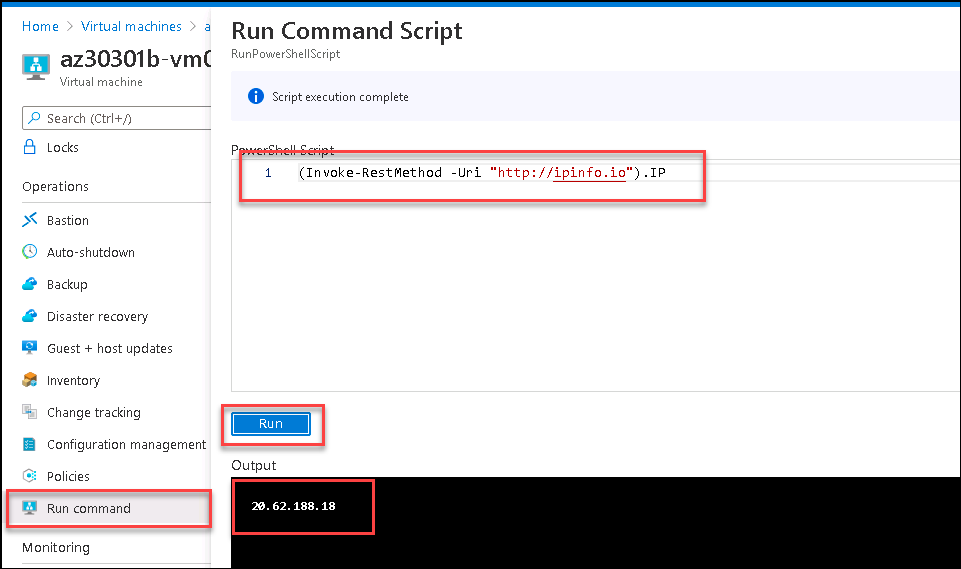 Home > Virtual machines > a
az30301b-vm0
Virtual machine
Search (Ctrl+/)
Locks
Operations
Bastion
Auto-shutdown
Backup
Disaster recovery
Guest + host updates
Inventory
Change tracking
Configuration management
Policies
Run command
Monitoring
Run Command Script
RunPowerShellScript
Script execution complete
PowerShell Script
1 (Invoke-RestMethod -Uri "http://ipinfo.io").IP
Run
Output
20.62.188.18